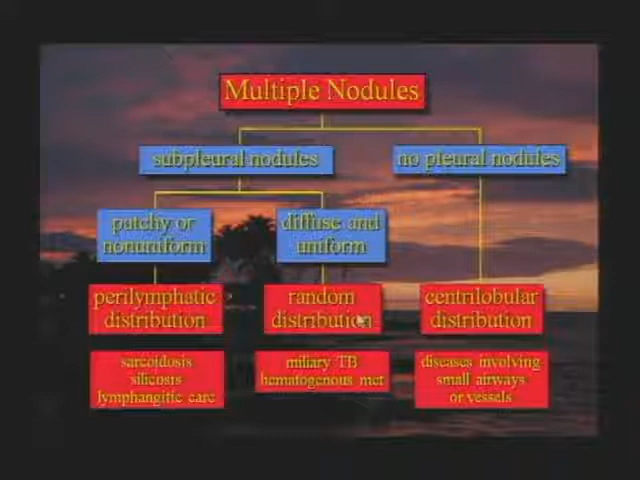 Multiple Nodules
subpleural nodules
no pleural nodules
patchy or
nonuniform
diffuse and
uniform
perilymphatic
distribution
random
distribution
centrilobular
distribution
sarcoidosis
silicosis
lymphangitic carc
miliary TB
hematogenous met
diseases involving
small airways
or vessels